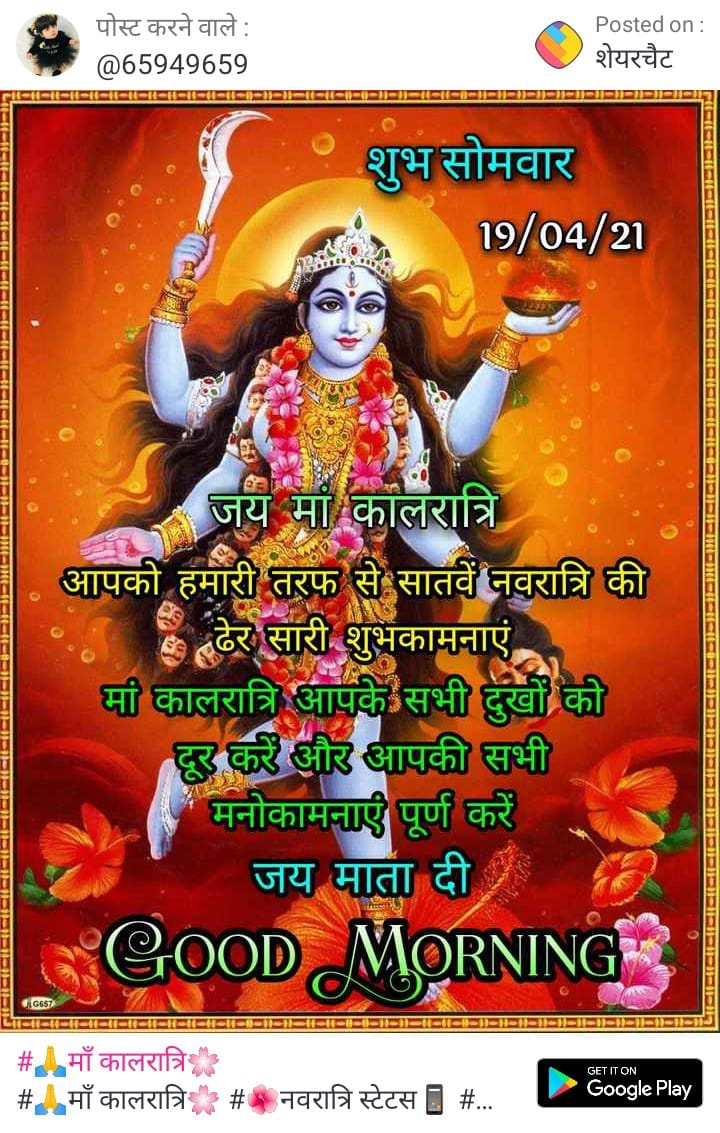 पोस्ट करने वाले :
@65949659
Posted on :
शेयरचैट
शुभ सोमवार
19/04/21
जय मां कालरात्रि
आपको हमारी तरफ से सातवें नवरात्रि की
ढेर सारी शुभकामनाएं
मां कालरात्रि आपके सभी दुखों को
दूर करें और आपकी सभी
मनोकामनाएं पूर्ण करें
जय माता दी
GOOD MORNING
G657
#🙏माँ कालरात्रि🌸
#🙏माँ कालरात्रि🌸 #🌺नवरात्रि स्टेटस📱 #...
GET IT ON
Google Play